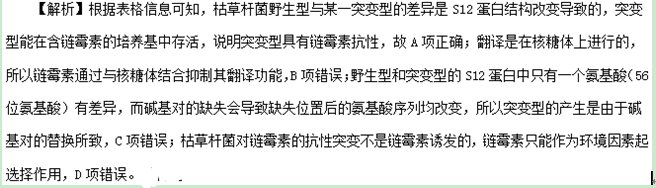 【解析】根据表格信息可知，枯草杆菌野生型与某一突变型的差异是 S12 蛋白结构改变导致的，突变
型能在含链霉素的培养基中存活，说明突变型具有链霉素抗性，故 A 项正确；翻译是在核糖体上进行的，
所以链霉素通过与核糖体结合抑制其翻译功能,B 项错误；野生型和突变型的 S12 蛋白中只有一个氨基酸(56
位氨基酸）有差异，而碱基对的缺失会导致缺失位置后的氨基酸序列均改变，所以突变型的产生是由于碱
基对的替换所致，C 项错误；枯草杆菌对链霉素的抗性突变不是链霉素诱发的，链霉素只能作为环境因素起
选择作用，D 项错误。